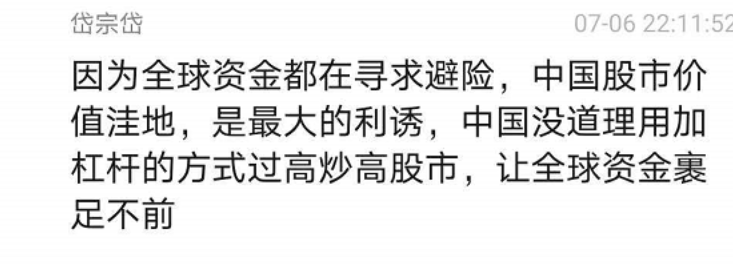 岱宗岱
07-06 22:11:52
因为全球资金都在寻求避险，中国股市价
值洼地，是最大的利诱，中国没道理用加
杠杆的方式过高炒高股市，让全球资金裹
足不前